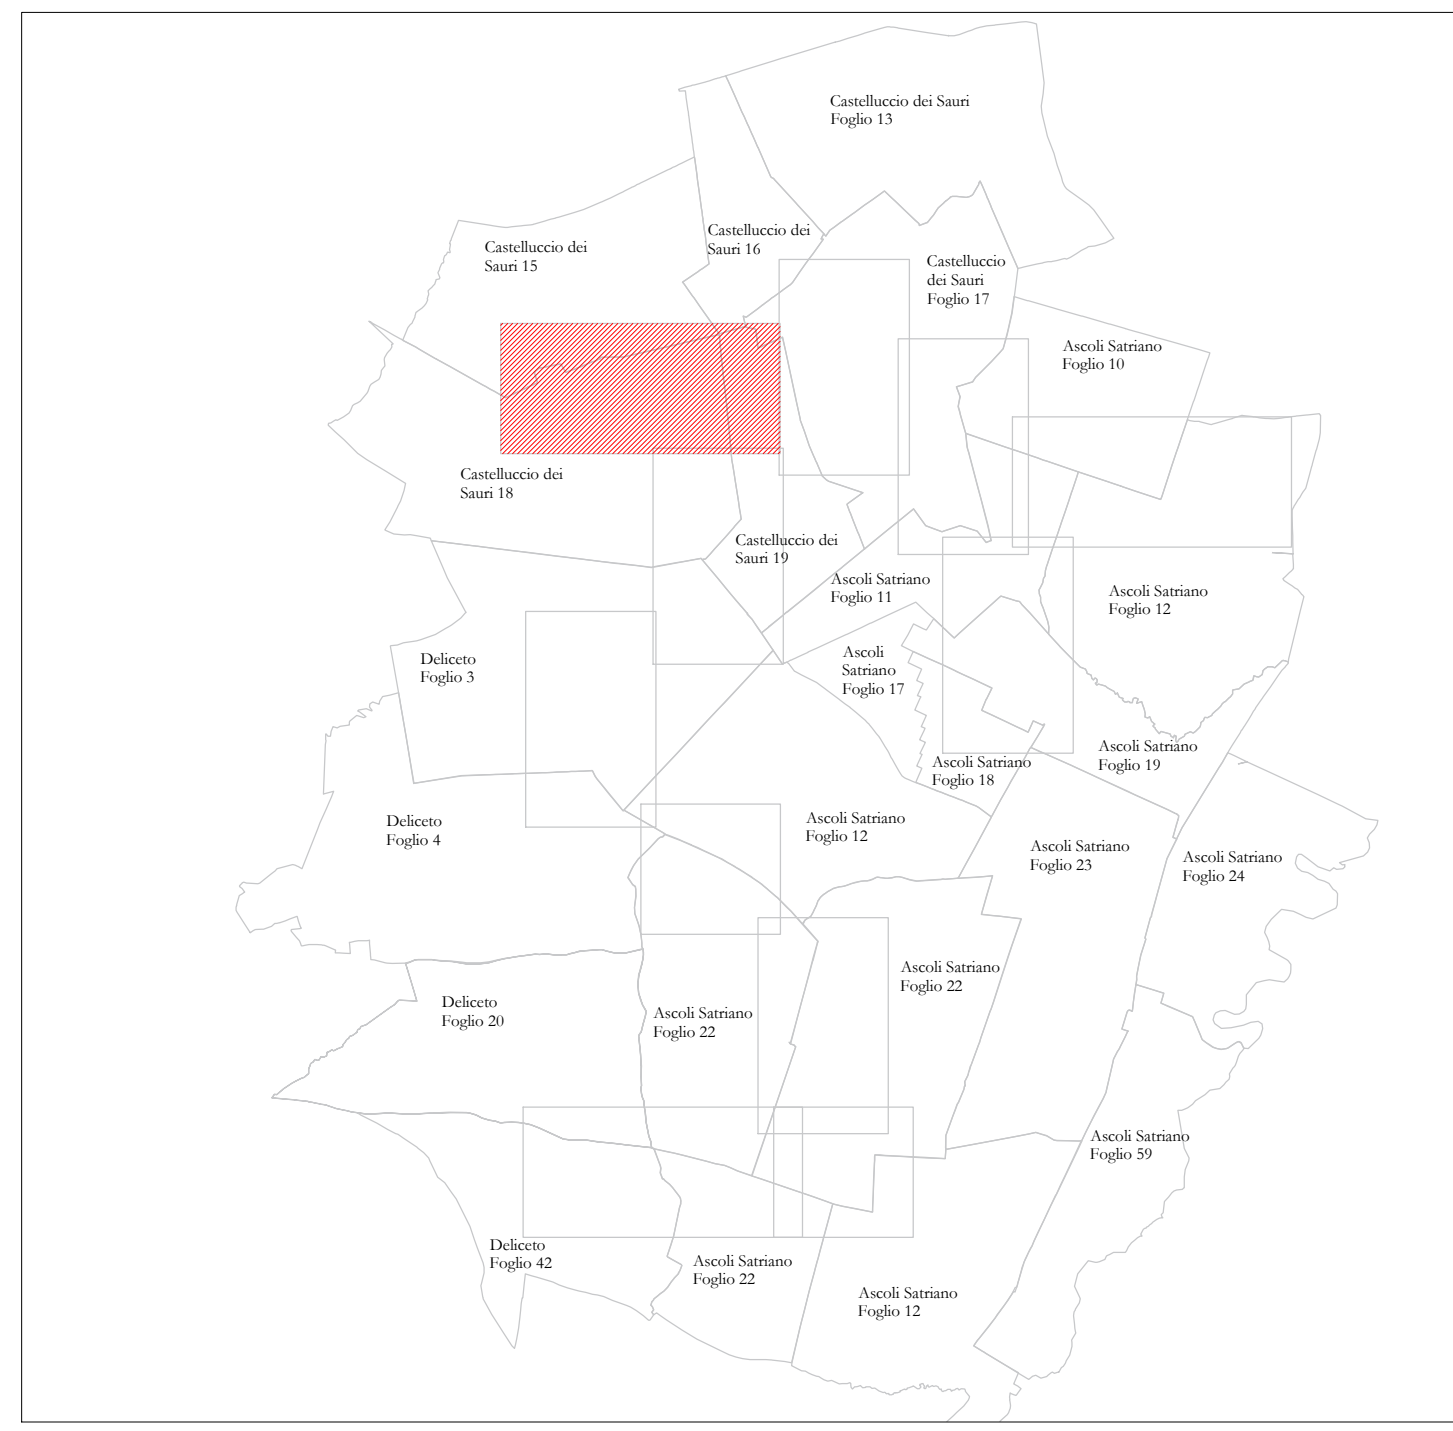 Castelluccio dei Sauri
Foglio 13
Castelluccio dei
Sauri 16
Castelluccio dei
Sauri 15
Castelluccio
dei Sauri
Foglio 17
Ascoli Satriano
Foglio 10
Castelluccio dei
Sauri 18
Castelluccio dei
Sauri 19
Ascoli Satriano
Foglio 11
Ascoli Satriano
Foglio 12
Deliceto
Foglio 3
Ascoli
Satriano
Foglio 17
Ascoli Satriano
Foglio 18
Ascoli Satriano
Foglio 19
Deliceto
Foglio 4
Ascoli Satriano
Foglio 12
Ascoli Satriano
Foglio 23
Ascoli Satriano
Foglio 24
Deliceto
Foglio 20
Ascoli Satriano
Foglio 22
Ascoli Satriano
Foglio 22
Ascoli Satriano
Foglio 59
Deliceto
Foglio 42
Ascoli Satriano
Foglio 22
Ascoli Satriano
Foglio 12